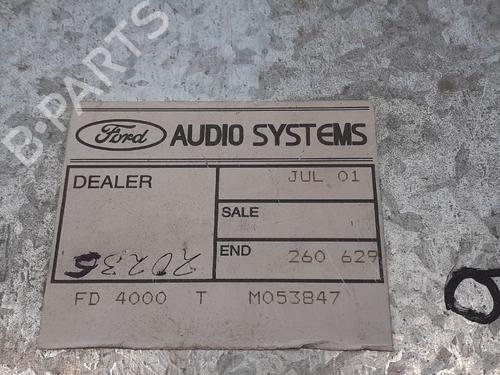 B-PARTS
Ford AUDIO SYSTEMS
DEALER
JUL 01
SALE
END 260 629
FD 4000 T M053847